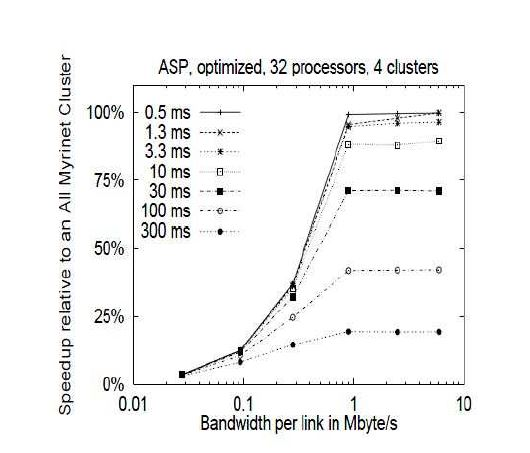 ASP, optimized, 32 processors, 4 clusters
Speedup relative to an All Myrinet Cluster
100%
75%
50%
25%
0%
0.5 ms
1.3 ms
3.3 ms
10 ms
30 ms
100 ms
300 ms
0.01
0.1
1
10
Bandwidth per link in Mbyte/s